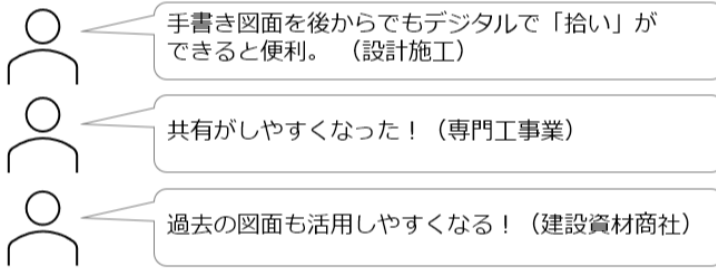 手書き図面を後からでもデジタルで「拾い」が
できると便利。（設計施工）
共有がしやすくなった！（専門工事業）
過去の図面も活用しやすくなる！（建設資材商社）